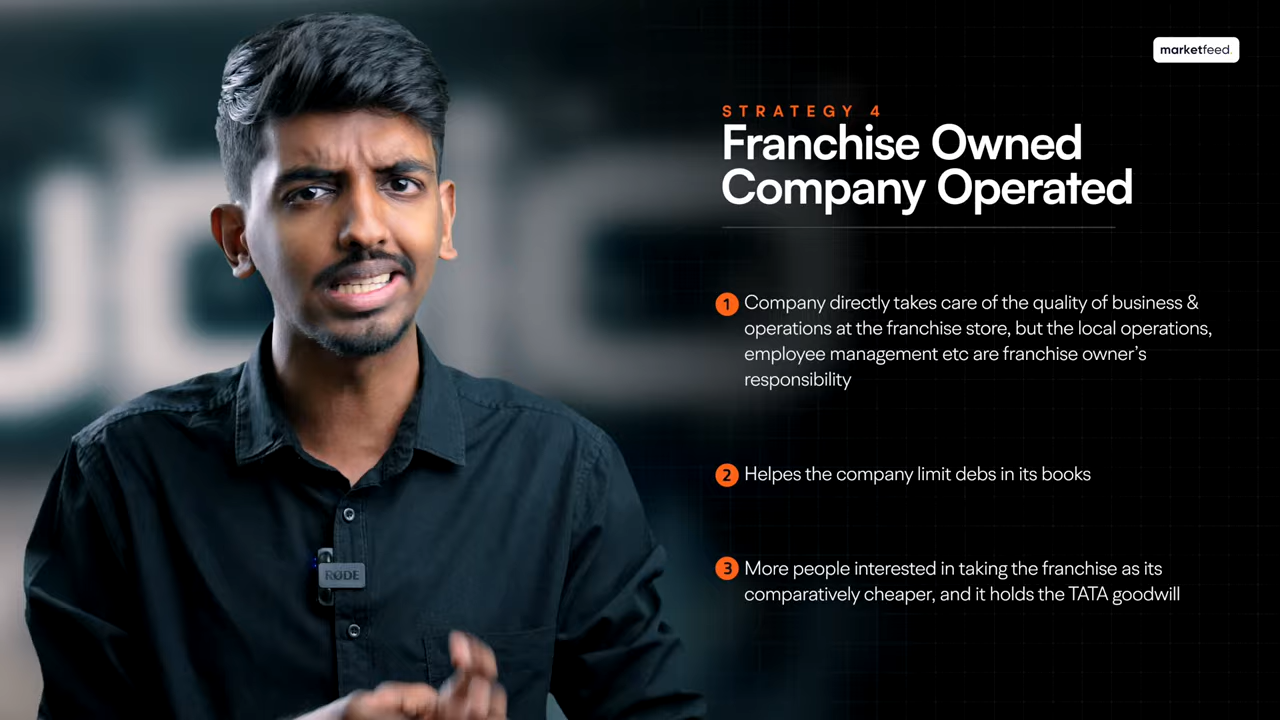 marketfeed.
STRATEGY 4
Franchise Owned
Company Operated
1 Company directly takes care of the quality of business &
operations at the franchise store, but the local operations,
employee management etc are franchise owner's
responsibility
2 Helpes the company limit debs in its books
3 More people interested in taking the franchise as its
comparatively cheaper, and it holds the TATA goodwill
RØDE